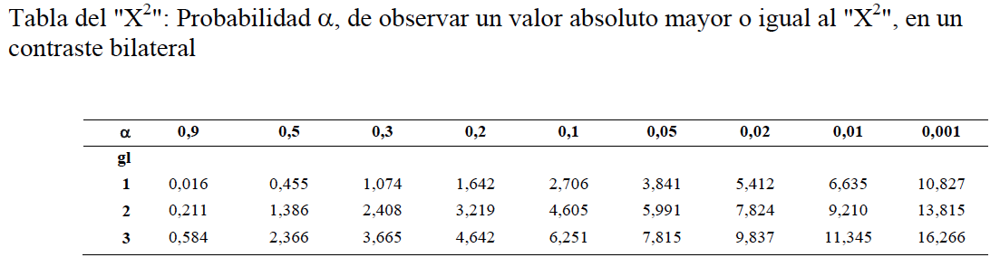 Tabla del "X²": Probabilidad α, de observar un valor absoluto mayor o igual al "X²", en un
contraste bilateral
α 0,9 0,5 0,3 0,2 0,1 0,05 0,02 0,01 0,001
gl
1 0,016 0,455 1,074 1,642 2,706 3,841 5,412 6,635 10,827
2 0,211 1,386 2,408 3,219 4,605 5,991 7,824 9,210 13,815
3 0,584 2,366 3,665 4,642 6,251 7,815 9,837 11,345 16,266